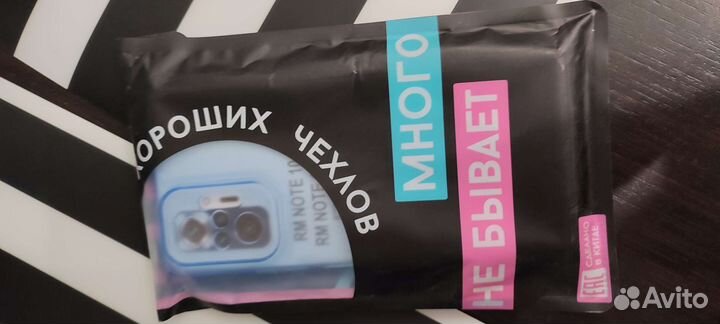 ХОРОШИХ ЧЕХЛОВ
МНОГО
НЕ БЫВАЕТ
RM NOTE 10
RM NOTE
СДЕЛАНО
В КИТАЕ
EAC
Avito